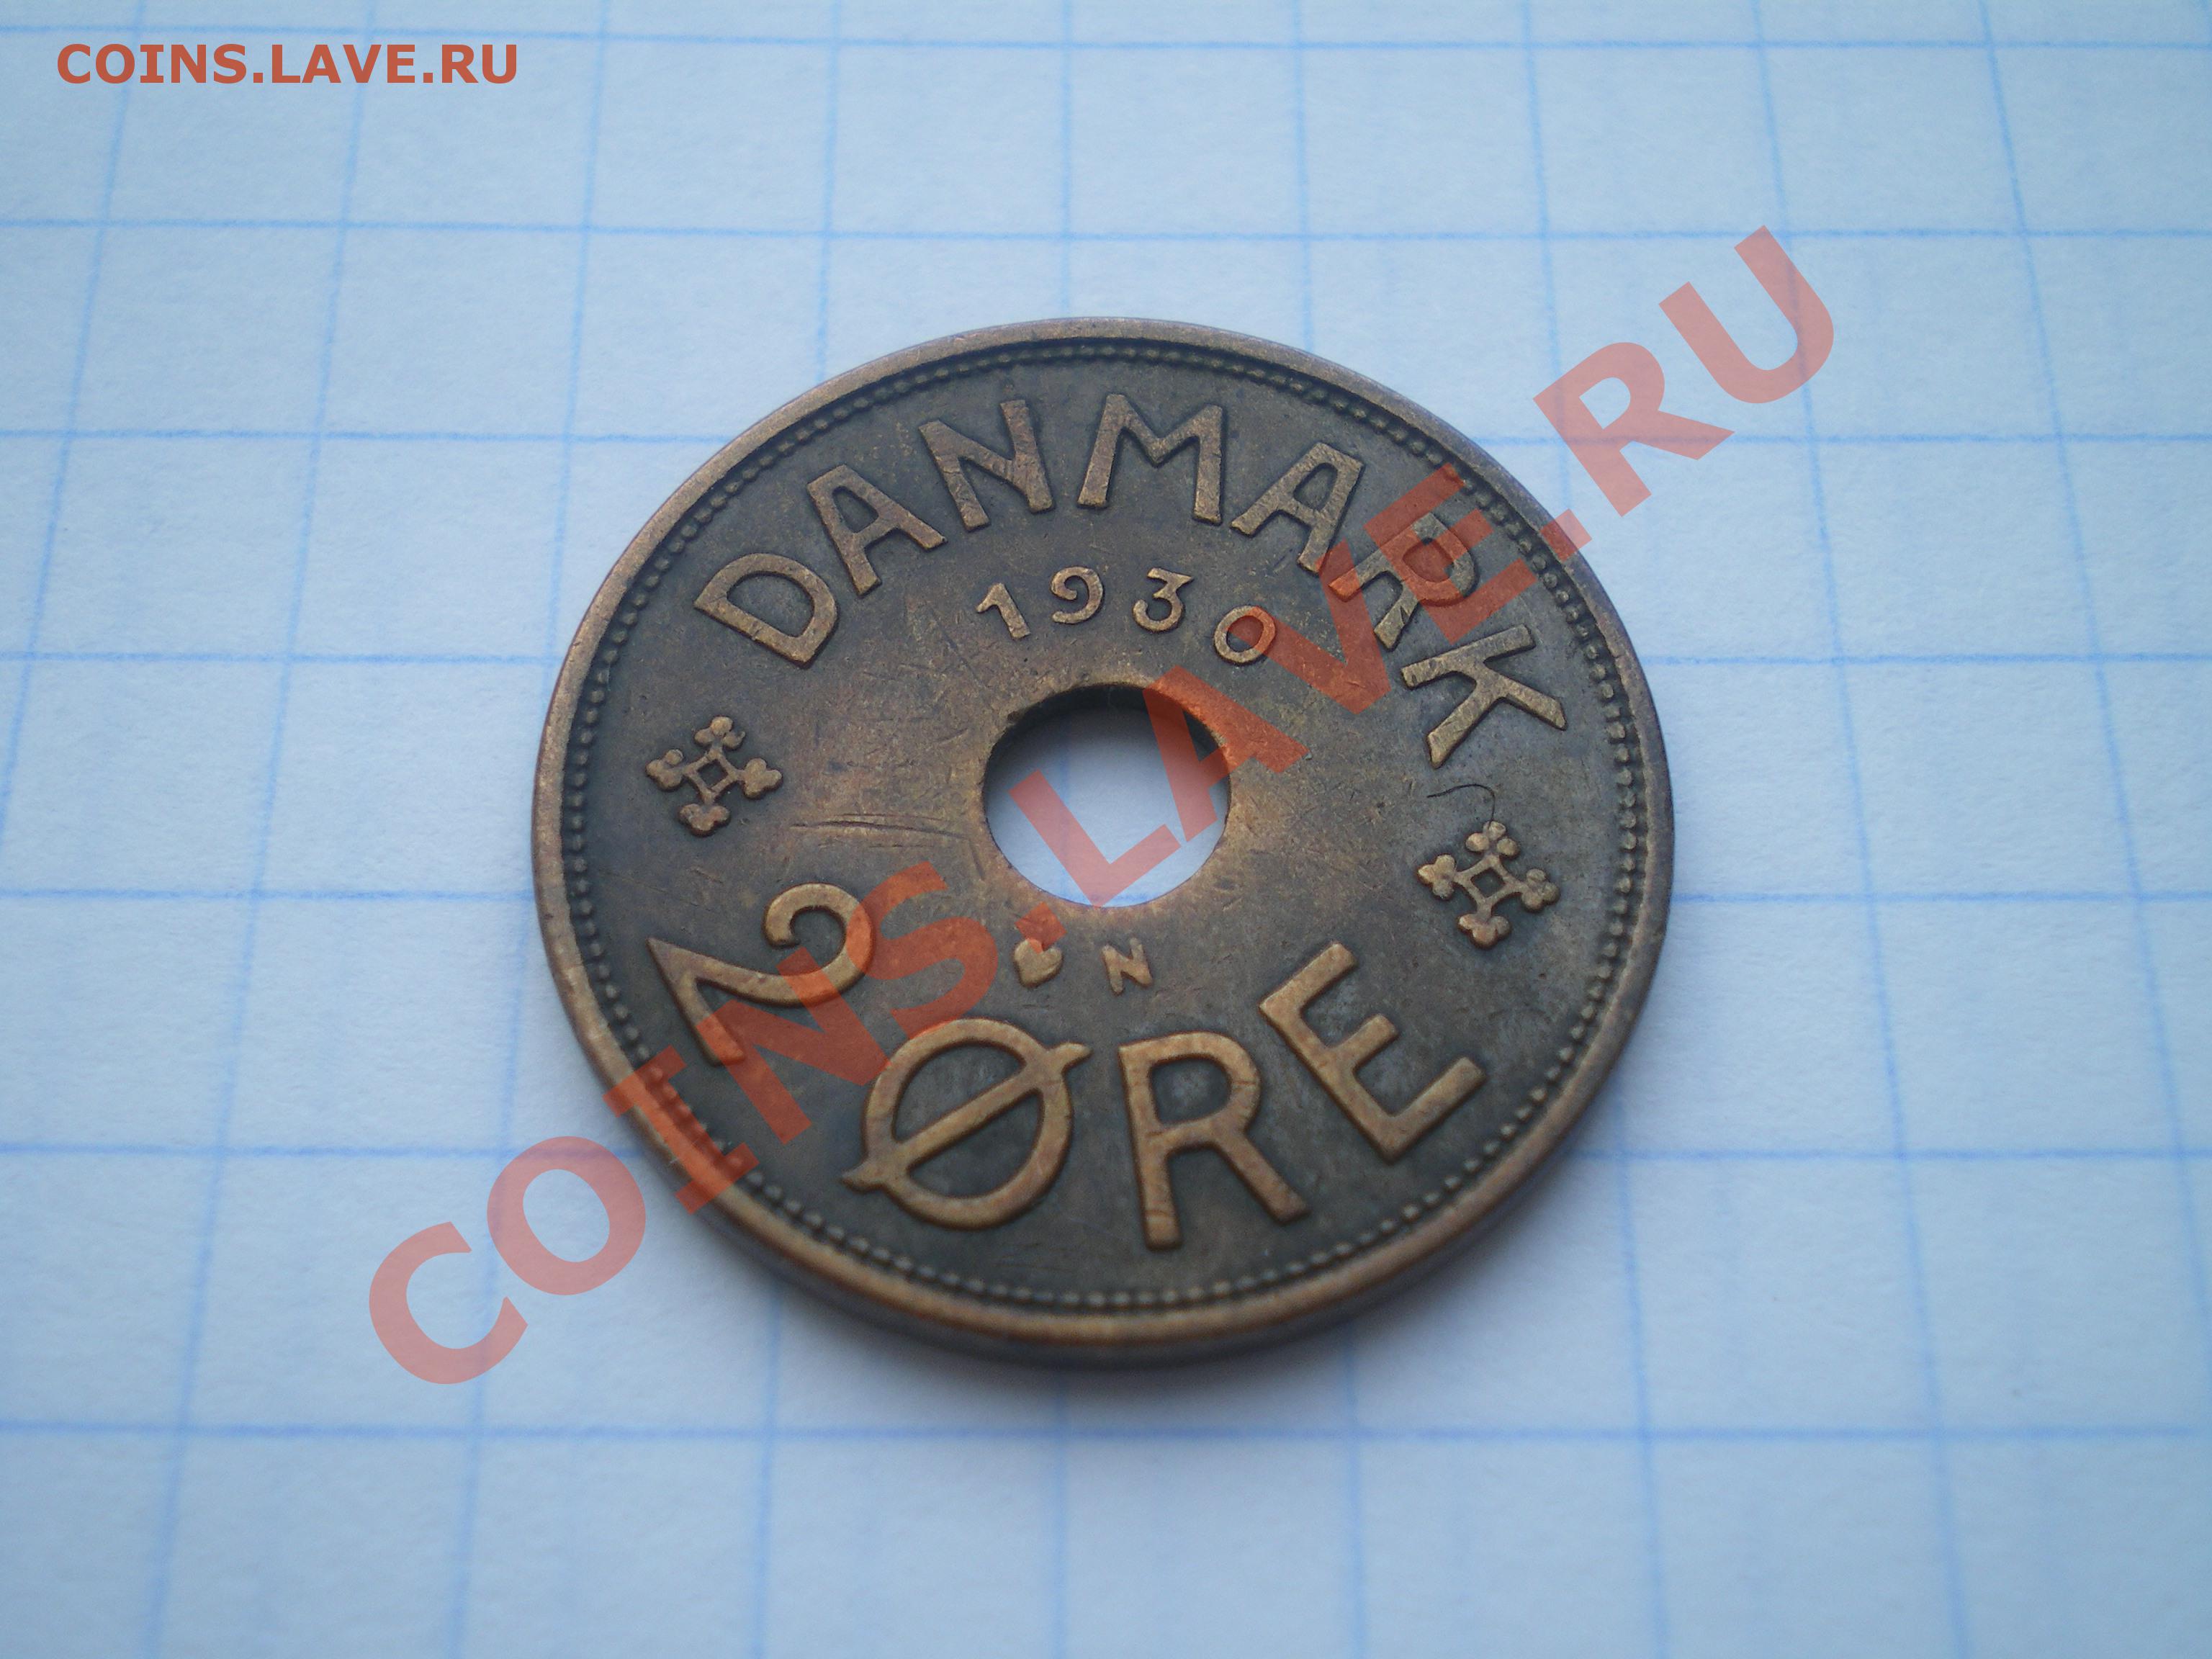 COINS.LAVE.RU
DANMARK
1930
N
2 ØRE
COINS.LAVE.RU